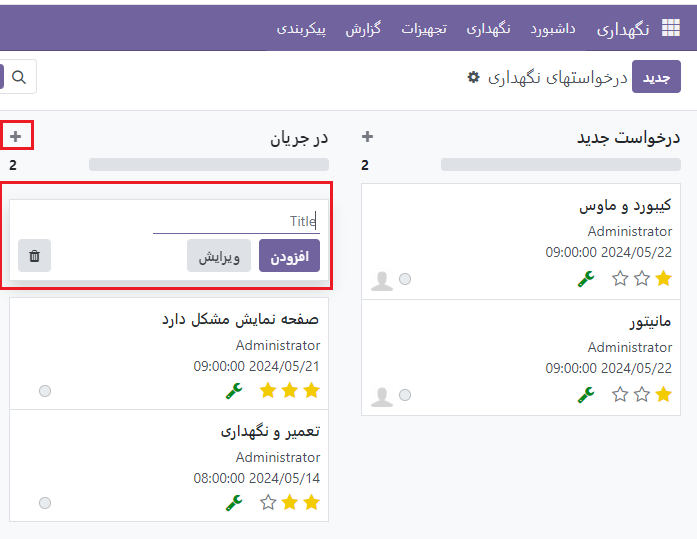 نگهداری داشبورد نگهداری تجهیزات گزارش پیکربندی
جدید درخواستهای نگهداری
درخواست جدید
2
کیبورد و ماوس
Administrator
2024/05/22 09:00:00
مانیتور
Administrator
2024/05/22 09:00:00
در جریان
2
Title
افزودن ویرایش
صفحه نمایش مشکل دارد
Administrator
2024/05/21 09:00:00
تعمیر و نگهداری
Administrator
2024/05/14 08:00:00